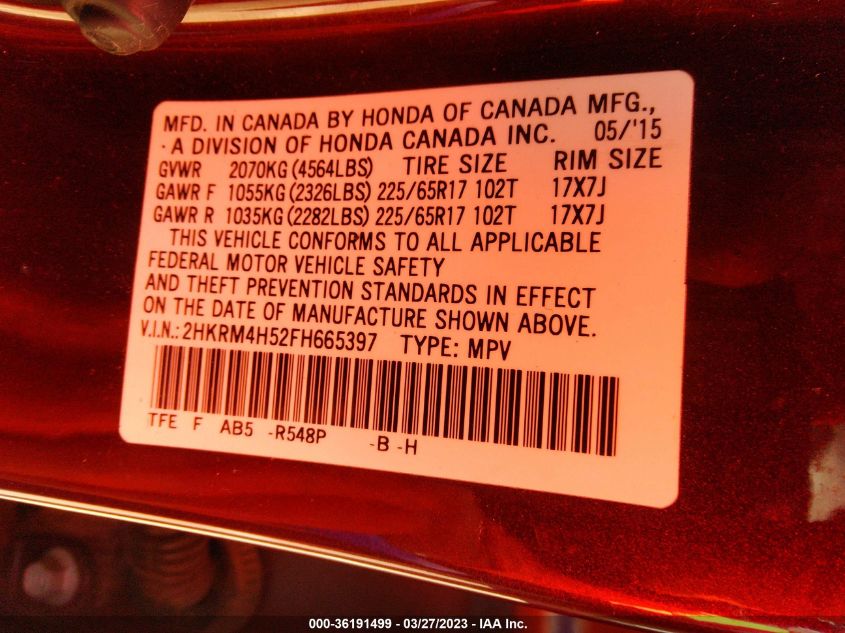 MFD. IN CANADA BY HONDA OF CANADA MFG.,
· A DIVISION OF HONDA CANADA INC. 05/'15
GVWR 2070KG (4564LBS) TIRE SIZE RIM SIZE
GAWR F 1055KG (2326LBS) 225/65R17 102T 17X7J
GAWR R 1035KG (2282LBS) 225/65R17 102T 17X7J
THIS VEHICLE CONFORMS TO ALL APPLICABLE
FEDERAL MOTOR VEHICLE SAFETY
AND THEFT PREVENTION STANDARDS IN EFFECT
ON THE DATE OF MANUFACTURE SHOWN ABOVE.
V.I.N.: 2HKRM4H52FH665397 TYPE: MPV
TFE F AB5 -R548P -B -H
000-36191499 — 03/27/2023 - IAA Inc.